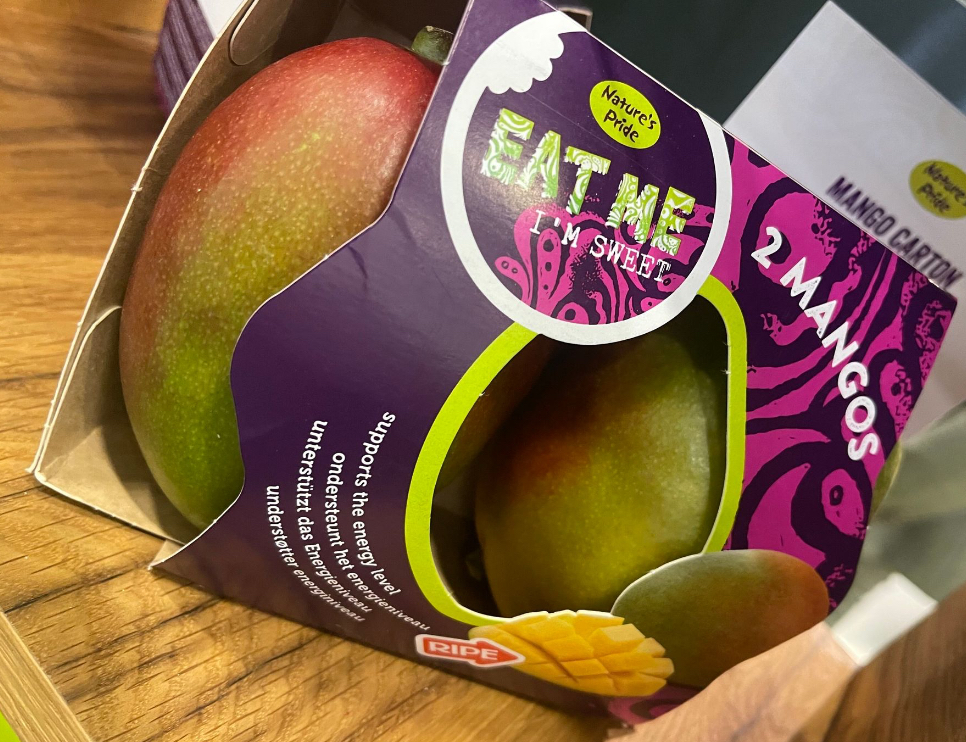 Nature's
Pride
EAT ME
I'M SWEET
2 MANGOS
Nature's
Pride
MANGO CARTON
supports the energy level
ondersteunt het energieniveau
unterstützt das Energieniveau
understøtter energiniveau
RIPE